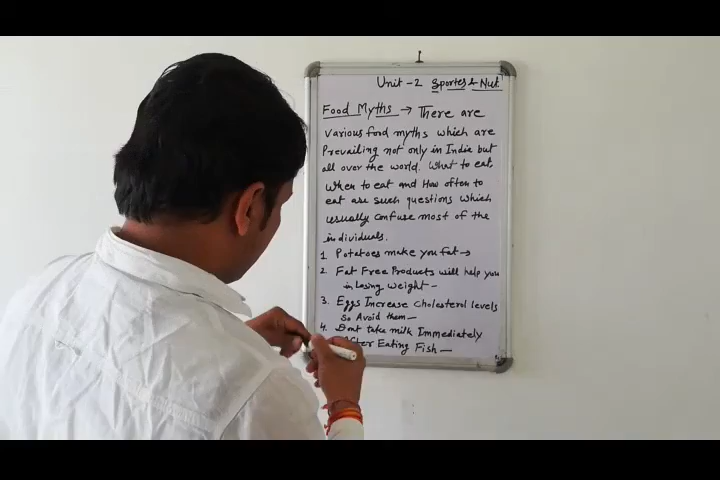 Unit - 2 Sportes & Nut.
Food Myths → There are
various food myths which are
Prevailing not only in India but
all over the world. What to eat,
When to eat and How often to
eat are such questions which
usually confuse most of the
individuals.
1 Potatoes make you fat →
2 Fat Free Products will help you
in losing weight -
3. Eggs Increase Cholesterol levels
So Avoid them -
4. Dont take milk Immediately
After Eating Fish -